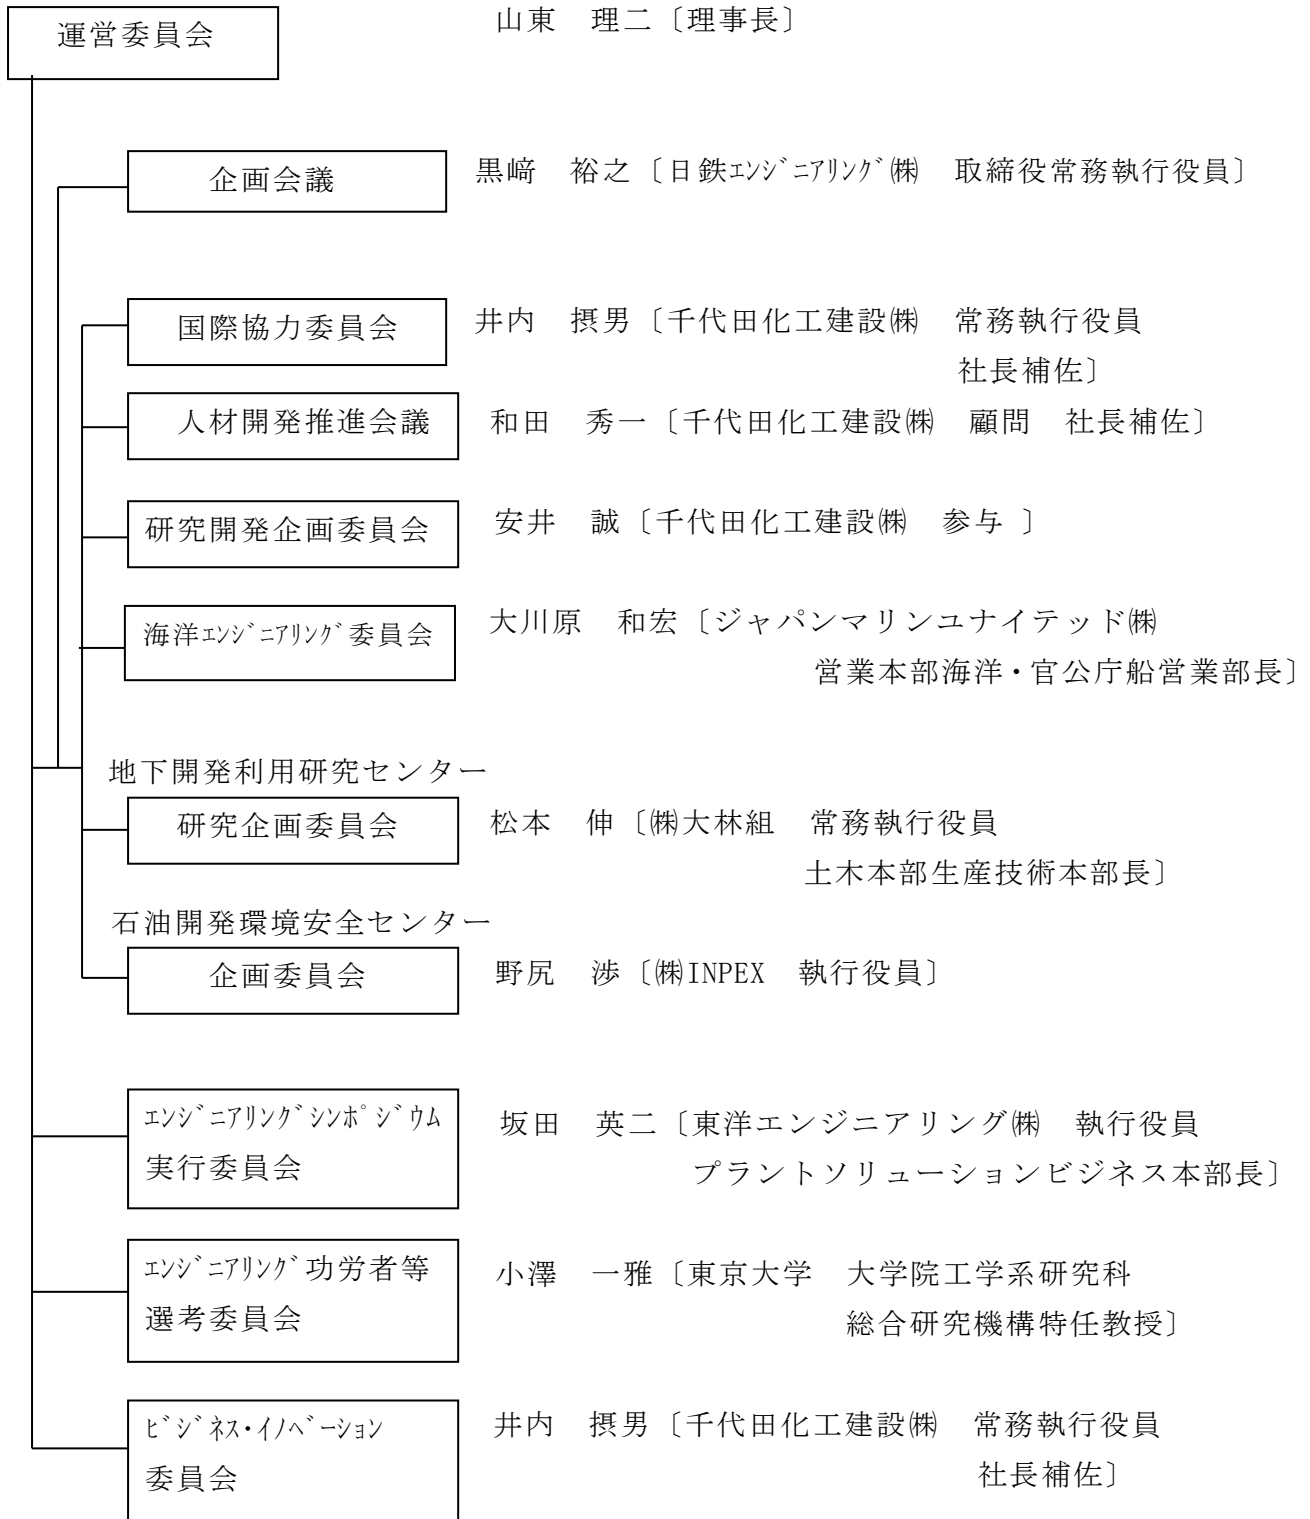 運営委員会　山東　理二〔理事長〕
企画会議　黒﨑　裕之〔日鉄ｴﾝｼﾞﾆｱﾘﾝｸﾞ㈱　取締役常務執行役員〕
国際協力委員会　井内　摂男〔千代田化工建設㈱　常務執行役員
社長補佐〕
人材開発推進会議　和田　秀一〔千代田化工建設㈱　顧問　社長補佐〕
研究開発企画委員会　安井　誠〔千代田化工建設㈱　参与 〕
海洋ｴﾝｼﾞﾆｱﾘﾝｸﾞ委員会　大川原　和宏〔ジャパンマリンユナイテッド㈱
営業本部海洋・官公庁船営業部長〕
地下開発利用研究センター
研究企画委員会　松本　伸〔㈱大林組　常務執行役員
土木本部生産技術本部長〕
石油開発環境安全センター
企画委員会　野尻　渉〔㈱INPEX　執行役員〕
ｴﾝｼﾞﾆｱﾘﾝｸﾞｼﾝﾎﾟｼﾞｳﾑ　坂田　英二〔東洋エンジニアリング㈱　執行役員
実行委員会　プラントソリューションビジネス本部長〕
ｴﾝｼﾞﾆｱﾘﾝｸﾞ功労者等　小澤　一雅〔東京大学　大学院工学系研究科
選考委員会　総合研究機構特任教授〕
ﾋﾞｼﾞﾈｽ・ｲﾉﾍﾞｰｼｮﾝ　井内　摂男〔千代田化工建設㈱　常務執行役員
委員会　社長補佐〕